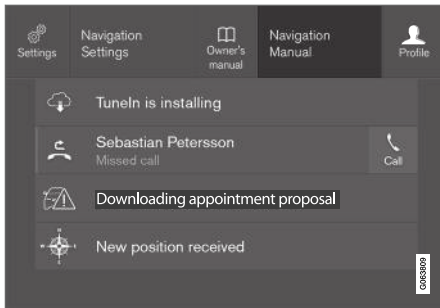 Settings
Navigation
Settings
Owner's
manual
Navigation
Manual
Profile
TuneIn is installing
Sebastian Petersson
Missed call
Call
Downloading appointment proposal
New position received
G063809